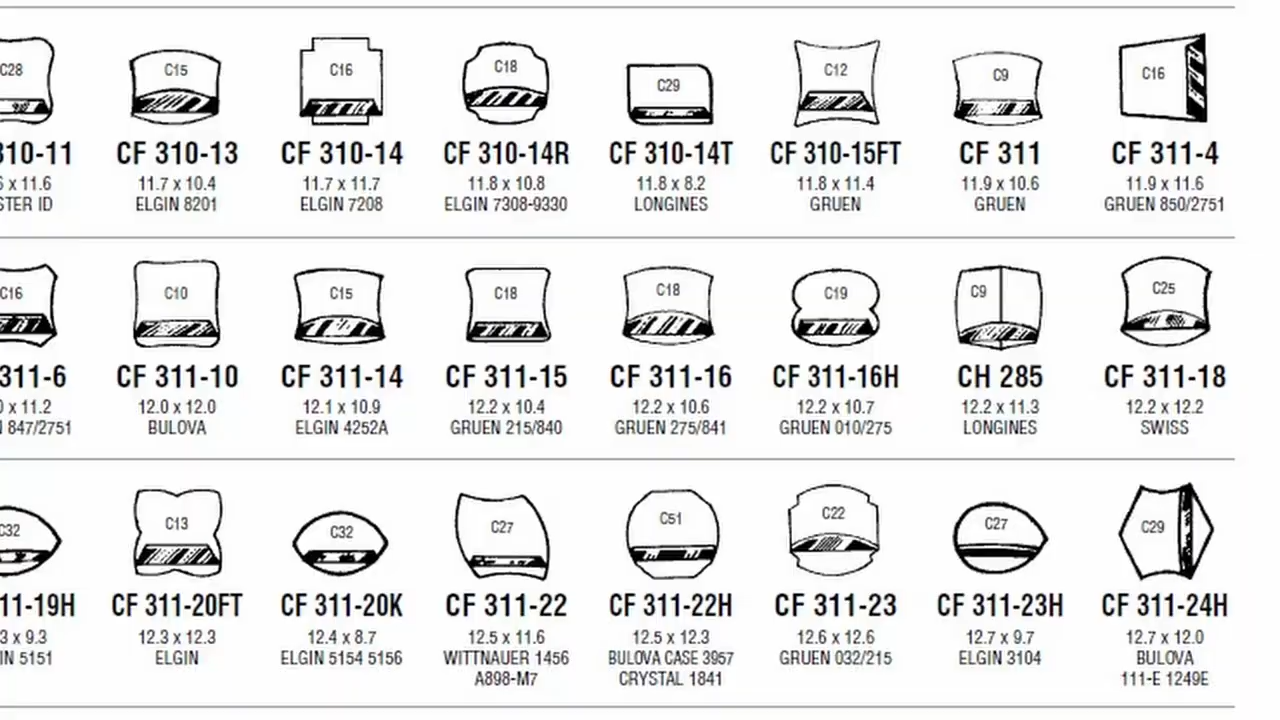 C28 C15 C16 C18 C29 C12 C9 C16
310-11 CF 310-13 CF 310-14 CF 310-14R CF 310-14T CF 310-15FT CF 311 CF 311-4
x 11.6 11.7 x 10.4 11.7 x 11.7 11.8 x 10.8 11.8 x 8.2 11.8 x 11.4 11.9 x 10.6 11.9 x 11.6
STER ID ELGIN 8201 ELGIN 7208 ELGIN 7308-9330 LONGINES GRUEN GRUEN GRUEN 850/2751
C16 C10 C15 C18 C18 C19 C9 C25
311-6 CF 311-10 CF 311-14 CF 311-15 CF 311-16 CF 311-16H CH 285 CF 311-18
x 11.2 12.0 x 12.0 12.1 x 10.9 12.2 x 10.4 12.2 x 10.6 12.2 x 10.7 12.2 x 11.3 12.2 x 12.2
847/2751 BULOVA ELGIN 4252A GRUEN 215/840 GRUEN 275/841 GRUEN 010/275 LONGINES SWISS
C32 C13 C32 C27 C51 C22 C27 C29
11-19H CF 311-20FT CF 311-20K CF 311-22 CF 311-22H CF 311-23 CF 311-23H CF 311-24H
3 x 9.3 12.3 x 12.3 12.4 x 8.7 12.5 x 11.6 12.5 x 12.3 12.6 x 12.6 12.7 x 9.7 12.7 x 12.0
IN 5151 ELGIN ELGIN 5154 5156 WITTNAUER 1456 BULOVA CASE 3957 GRUEN 032/215 ELGIN 3104 BULOVA
A898-M7 CRYSTAL 1841 111-E 1249E